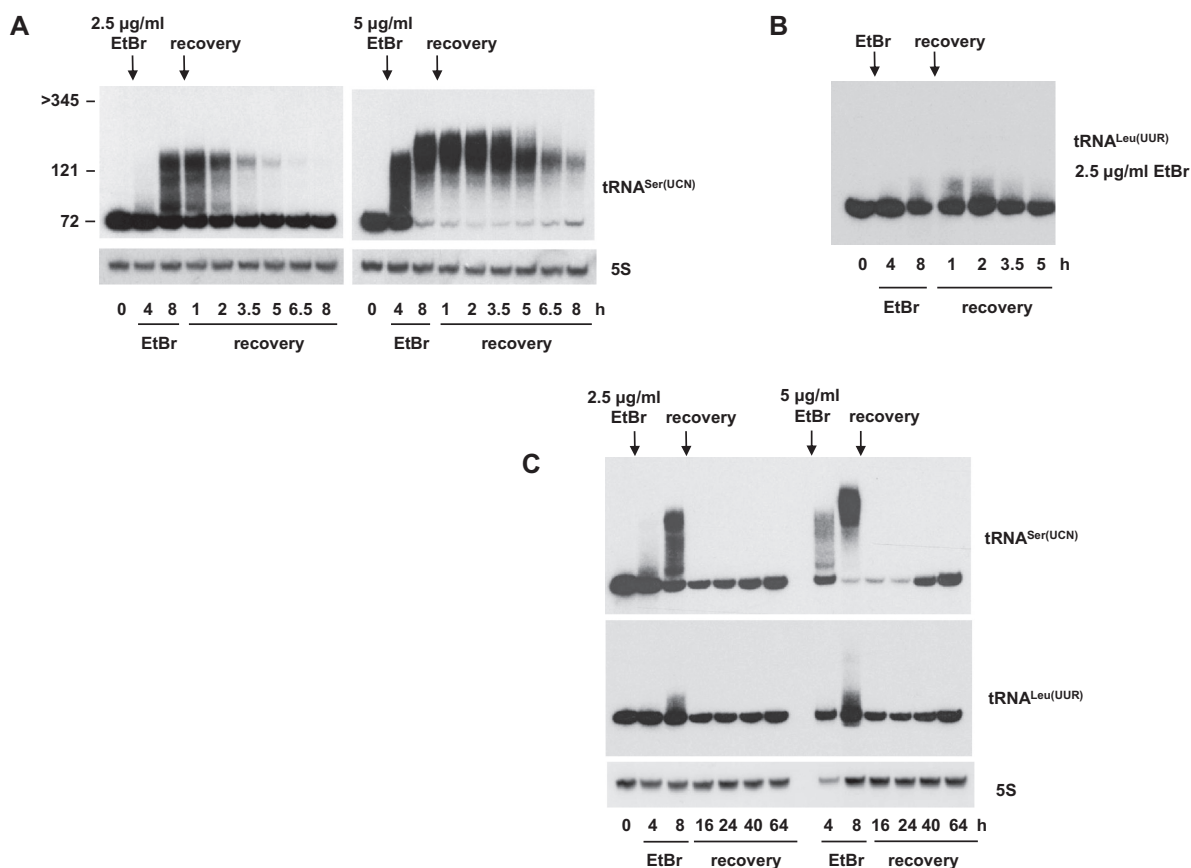 A
2.5 µg/ml
EtBr
recovery
5 µg/ml
EtBr
recovery
>345
121
72
tRNASer(UCN)
5S
0 4 8 1 2 3.5 5 6.5 8
0 4 8 1 2 3.5 5 6.5 8 h
EtBr recovery
EtBr recovery
B
EtBr recovery
tRNALeu(UUR)
2.5 µg/ml EtBr
0 4 8 1 2 3.5 5 h
EtBr recovery
C
2.5 µg/ml
EtBr
recovery
5 µg/ml
EtBr
recovery
tRNASer(UCN)
tRNALeu(UUR)
5S
0 4 8 16 24 40 64 4 8 16 24 40 64 h
EtBr recovery EtBr recovery